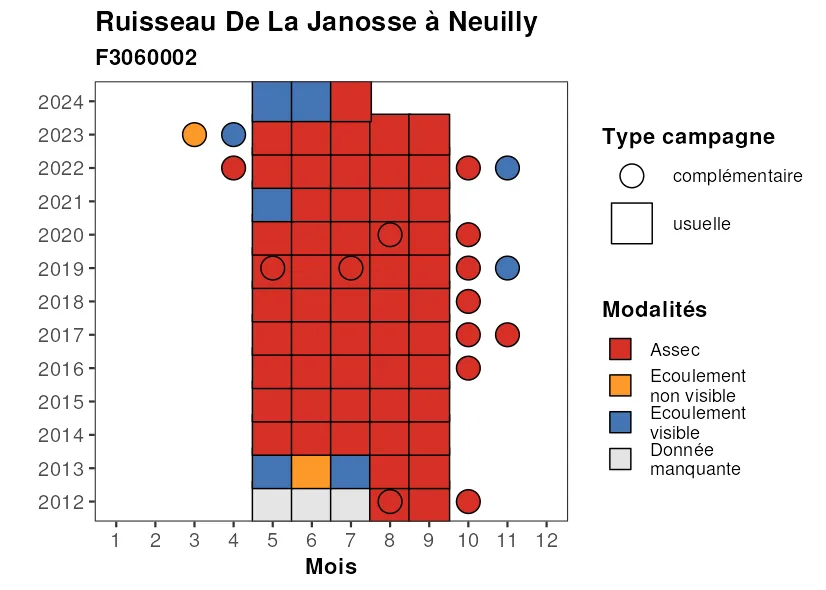 Ruisseau De La Janosse à Neuilly
F3060002
2024
2023
2022
2021
2020
2019
2018
2017
2016
2015
2014
2013
2012
1 2 3 4 5 6 7 8 9 10 11 12
Mois
Type campagne
complémentaire
usuelle
Modalités
Assec
Ecoulement
non visible
Ecoulement
visible
Donnée
manquante